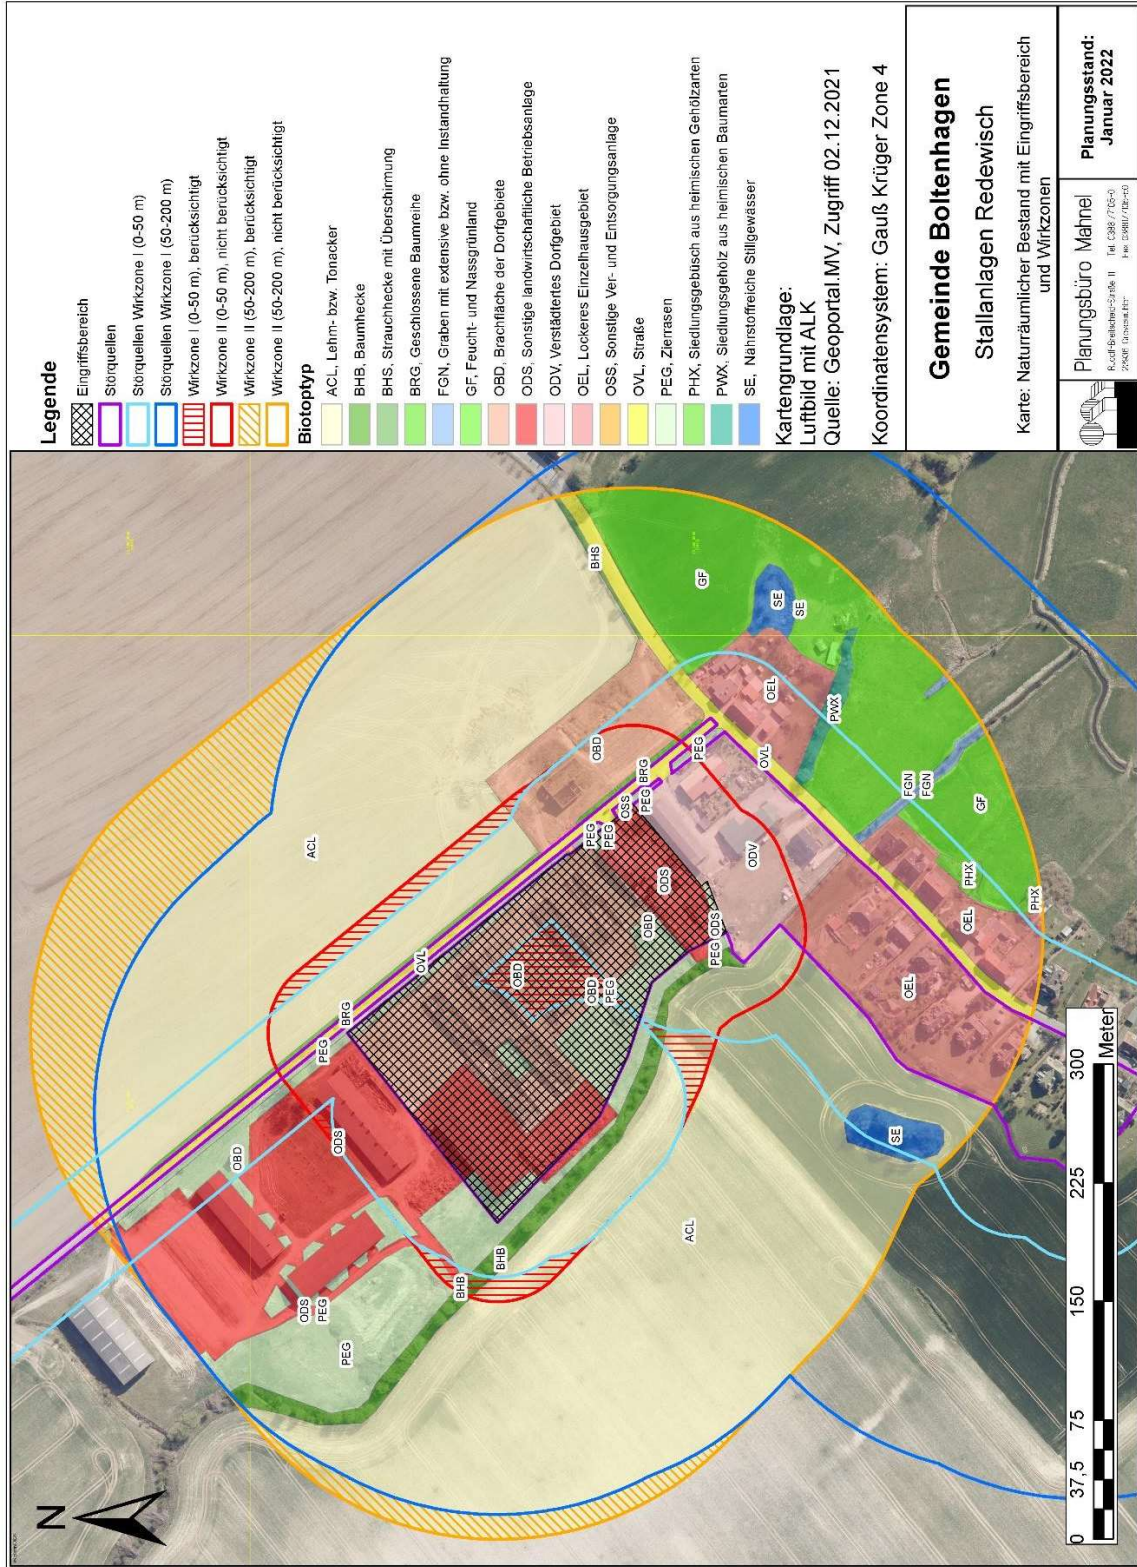 Legende
Eingriffsbereich
Störquellen
Störquellen Wirkzone I (0-50 m)
Störquellen Wirkzone I (50-200 m)
Wirkzone I (0-50 m), berücksichtigt
Wirkzone II (0-50 m), nicht berücksichtigt
Wirkzone II (50-200 m), berücksichtigt
Wirkzone II (50-200 m), nicht berücksichtigt
Biotoptyp
ACL, Lehm- bzw. Tonacker
BHB, Baumhecke
BHS, Strauchhecke mit Überschirmung
BRG, Geschlossene Baumreihe
FGN, Graben mit extensive bzw. ohne Instandhaltung
GF, Feucht- und Nassgrünland
OBD, Brachfläche der Dorfgebiete
ODS, Sonstige landwirtschaftliche Betriebsanlage
ODV, Verstädtertes Dorfgebiet
OEL, Lockeres Einzelhausgebiet
OSS, Sonstige Ver- und Entsorgungsanlage
OVL, Straße
PEG, Zierrasen
PHX, Siedlungsgebüsch aus heimischen Gehölzarten
PWX, Siedlungsgehölz aus heimischen Baumarten
SE, Nährstoffreiche Stillgewässer
Kartengrundlage:
Luftbild mit ALK
Quelle: Geoportal.MV, Zugriff 02.12.2021
Koordinatensystem: Gauß Krüger Zone 4
Gemeinde Boltenhagen
Stallanlagen Redewisch
Karte: Naturräumlicher Bestand mit Eingriffsbereich
und Wirkzonen
Planungsbüro Mahnel
Planungsstand:
Januar 2022
N
0 37,5 75 150 225 300
Meter
ACL
BHS
GF
SE
SE
OEL
PWX
OBD
PEG
OVL
BRG
PEG
OSS
PEG
PEG
ODV
FGN
FGN
GF
PHX
PHX
OEL
OEL
ODS
OBD
ODS
PEG
OVL
OBD
OBD
PEG
BRG
PEG
ODS
OBD
SE
ACL
BHB
BHB
ODS
PEG
PEG